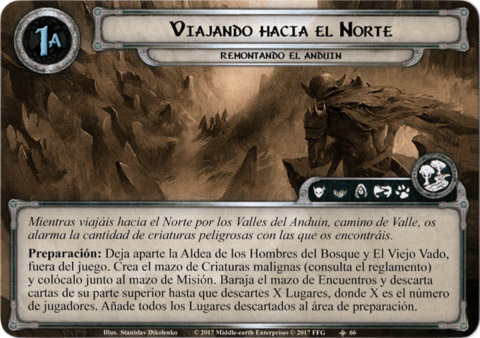 1A
Viajando hacia el Norte
Remontando el Anduin
Mientras viajáis hacia el Norte por los Valles del Anduin, camino de Valle, os
alarma la cantidad de criaturas peligrosas con las que os encontráis.
Preparación: Deja aparte la Aldea de los Hombres del Bosque y El Viejo Vado,
fuera del juego. Crea el mazo de Criaturas malignas (consulta el reglamento)
y colócalo junto al mazo de Misión. Baraja el mazo de Encuentros y descarta
cartas de su parte superior hasta que descartes X Lugares, donde X es el número
de jugadores. Añade todos los Lugares descartados al área de preparación.
Illus. Stanislav Dikolenko © 2017 Middle-earth Enterprises © 2017 FFG 66